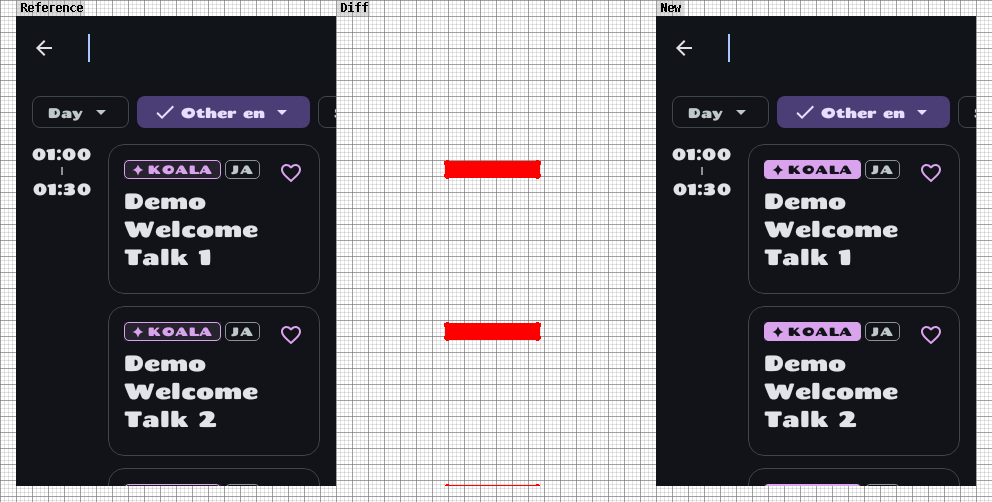 Reference
Diff
New
Day
Other en
01:00
01:30
KOALA
JA
Demo
Welcome
Talk 1
KOALA
JA
Demo
Welcome
Talk 2
Day
Other en
01:00
01:30
KOALA
JA
Demo
Welcome
Talk 1
KOALA
JA
Demo
Welcome
Talk 2